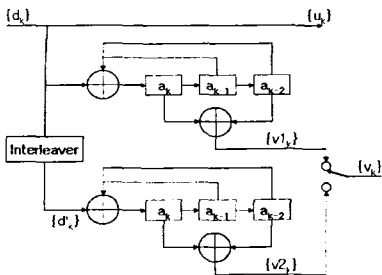 {d_k} {u_k}
a_k a_k-1 a_k-2
{v1_k}
Interleaver
{v_k}
{d'_k} a_k a_k-1 a_k-2
{v2_k}